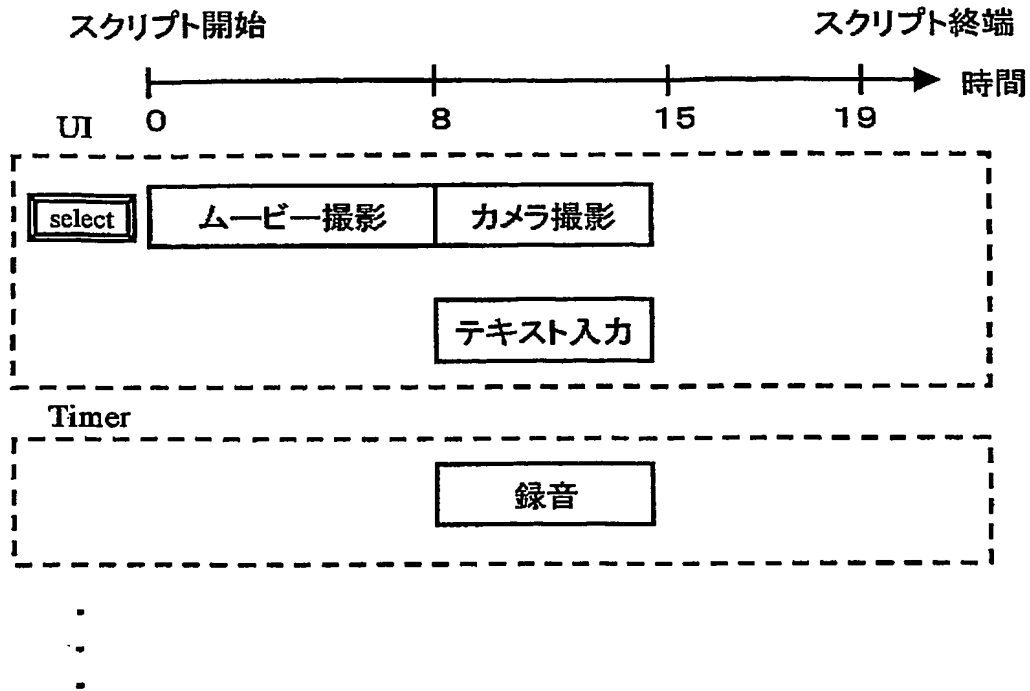 スクリプト開始 スクリプト終端
時間
0 8 15 19
UI
select ムービー撮影 カメラ撮影
テキスト入力
Timer
録音